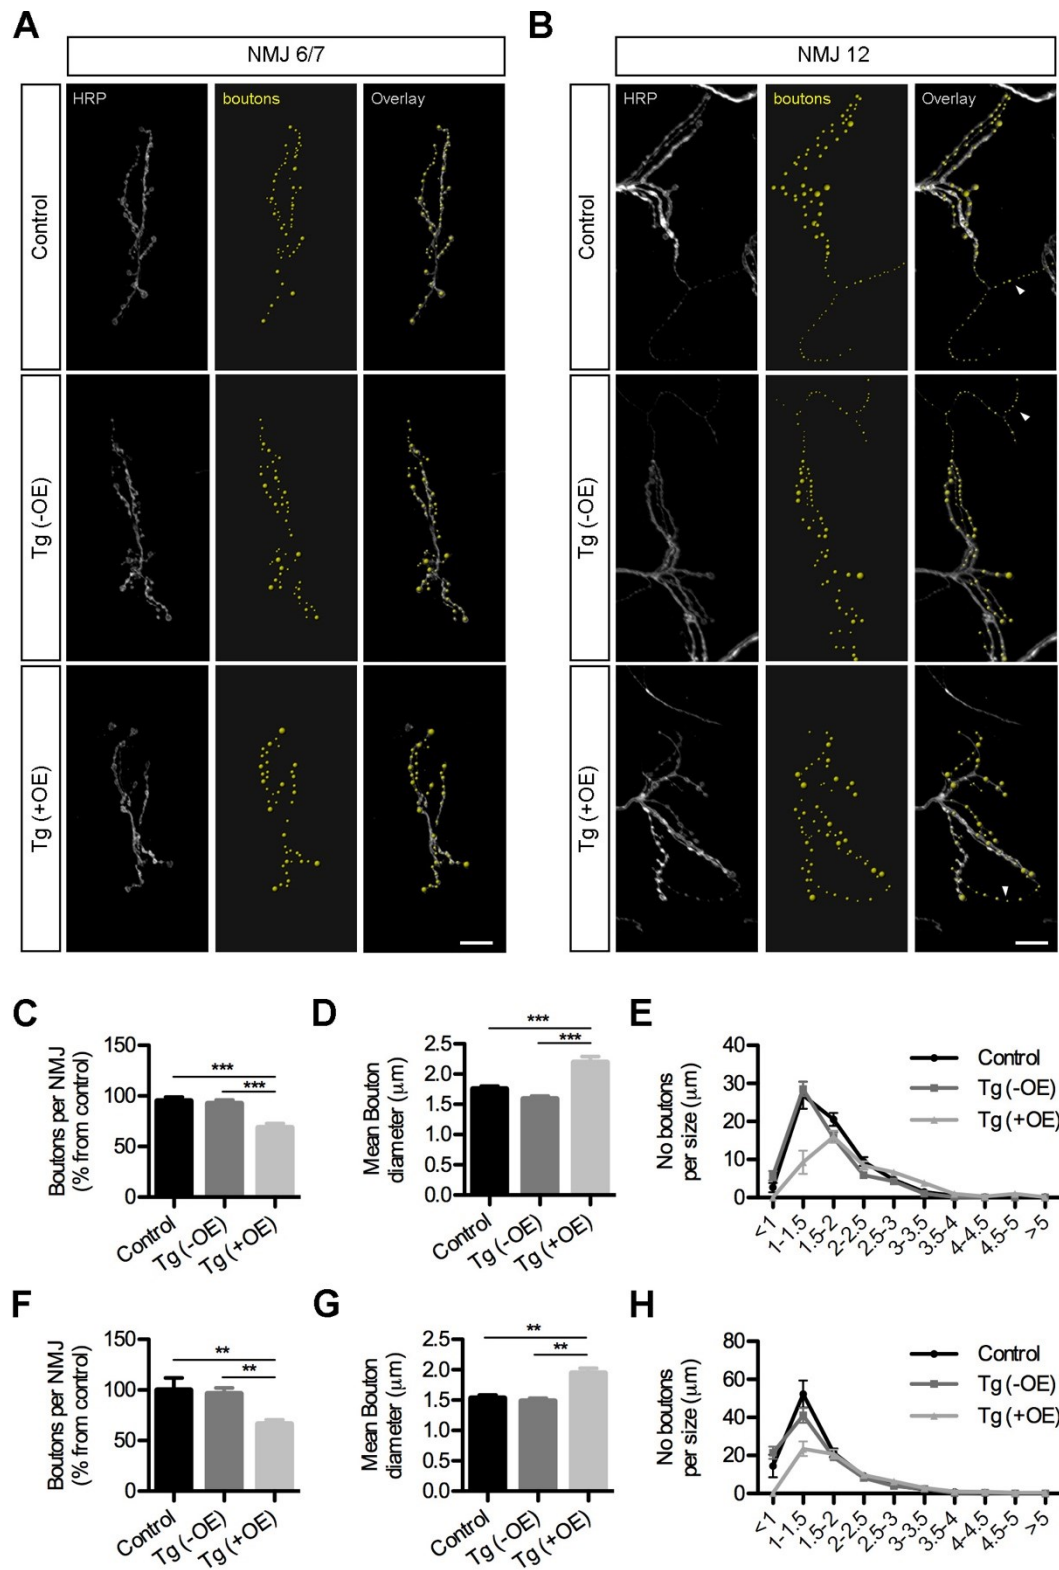 A
B
NMJ 6/7
NMJ 12
HRP
boutons
Overlay
HRP
boutons
Overlay
Control
Control
Tg (-OE)
Tg (-OE)
Tg (+OE)
Tg (+OE)
C
Boutons per NMJ
(% from control)
150
100
50
0
***
***
Control
Tg (-OE)
Tg (+OE)
D
Mean Bouton
diameter (μm)
2.5
2.0
1.5
1.0
0.5
0.0
***
***
Control
Tg (-OE)
Tg (+OE)
E
No boutons
per size (μm)
40
30
20
10
0
Control
Tg (-OE)
Tg (+OE)
<1
1-1.5
1.5-2
2-2.5
2.5-3
3-3.5
3.5-4
4-4.5
4.5-5
>5
F
Boutons per NMJ
(% from control)
150
100
50
0
**
**
Control
Tg (-OE)
Tg (+OE)
G
Mean Bouton
diameter (μm)
2.5
2.0
1.5
1.0
0.5
0.0
**
**
Control
Tg (-OE)
Tg (+OE)
H
No boutons
per size (μm)
80
60
40
20
0
Control
Tg (-OE)
Tg (+OE)
<1
1-1.5
1.5-2
2-2.5
2.5-3
3-3.5
3.5-4
4-4.5
4.5-5
>5